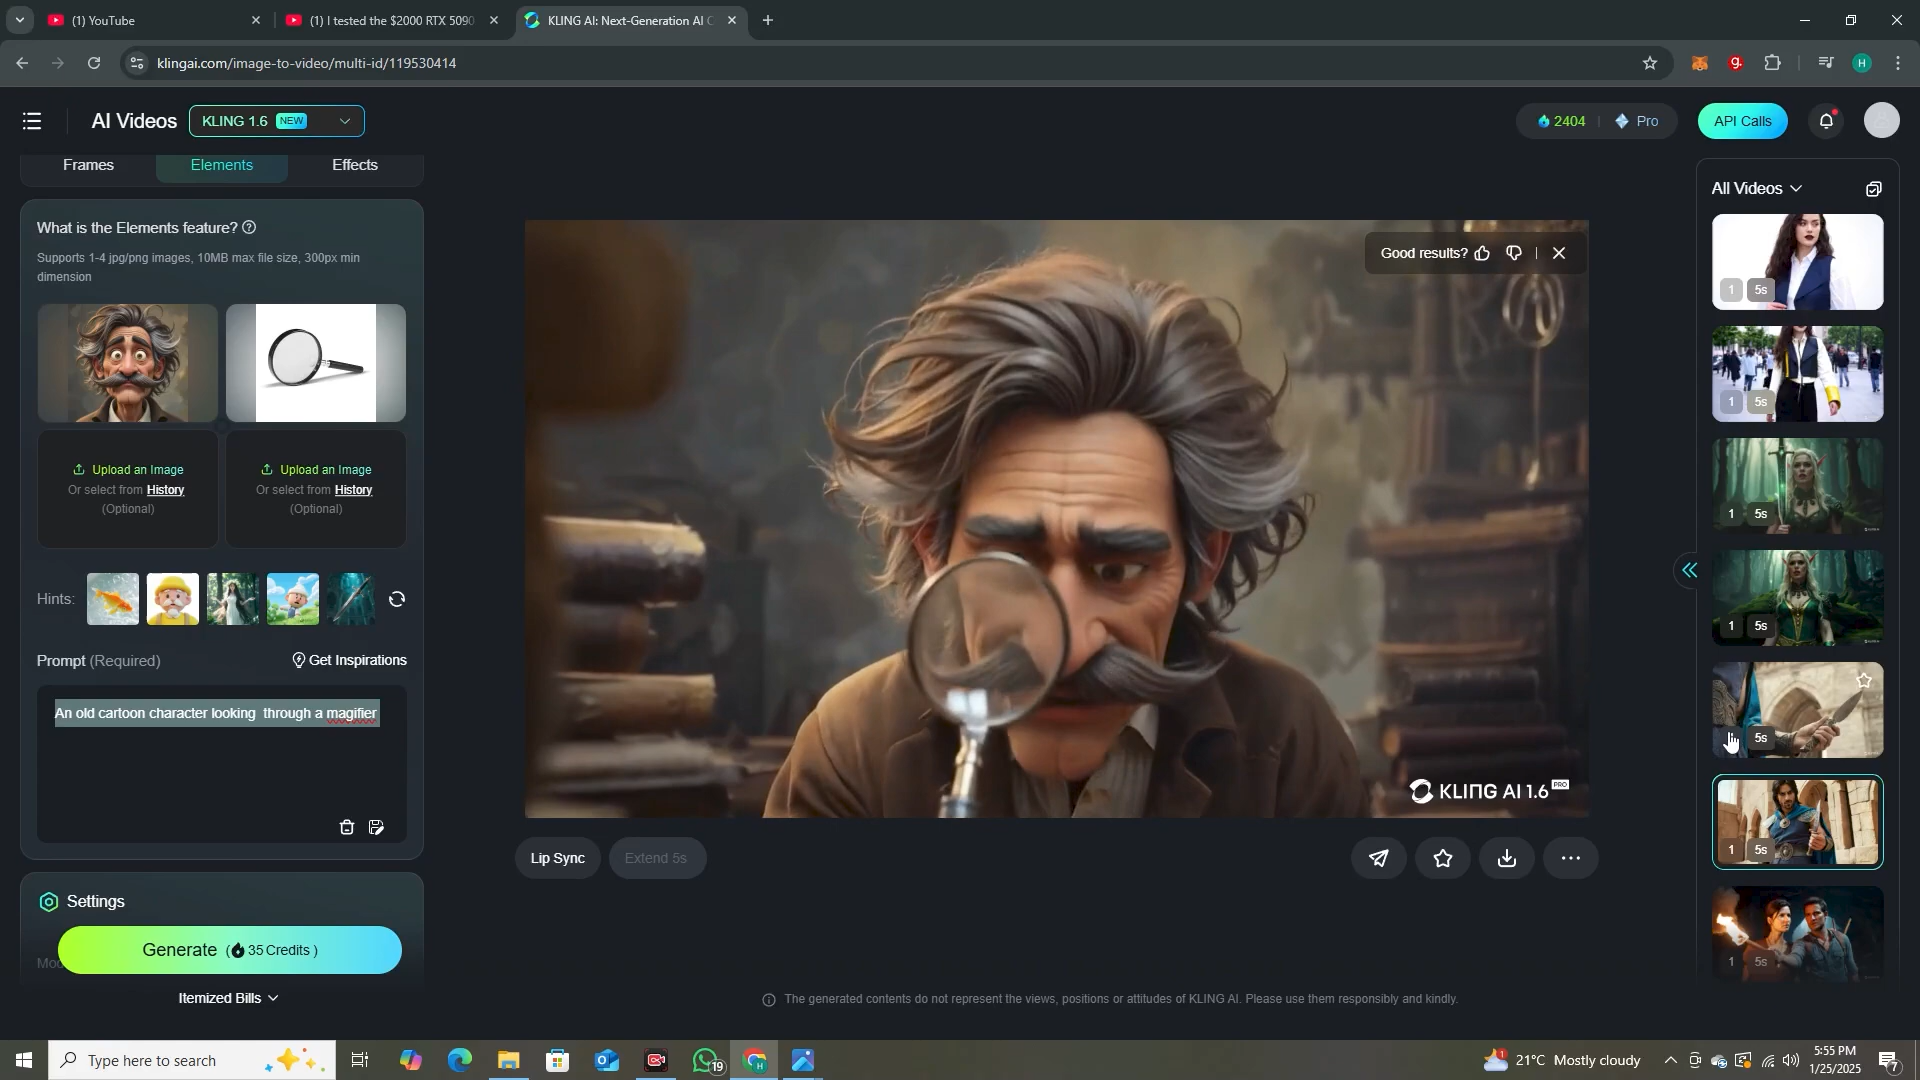 (1) YouTube
(1) I tested the $2000 RTX 5090
KLING AI: Next-Generation AI C
klingai.com/image-to-video/multi-id/119530414
g.
H
AI Videos
KLING 1.6 NEW
2404
Pro
API Calls
Frames
Elements
Effects
What is the Elements feature?
Supports 1-4 jpg/png images, 10MB max file size, 300px min
dimension
Upload an Image
Or select from History
(Optional)
Upload an Image
Or select from History
(Optional)
Hints:
Prompt (Required)
Get Inspirations
An old cartoon character looking  through a magifier
Settings
Generate ( 35 Credits )
Itemized Bills
Good results?
KLING AI 1.6 PRO
Lip Sync
Extend 5s
The generated contents do not represent the views, positions or attitudes of KLING AI. Please use them responsibly and kindly.
All Videos
1 5s
1 5s
1 5s
1 5s
5s
1 5s
1 5s
Type here to search
19
H
1
21°C Mostly cloudy
5:55 PM
1/25/2025
7